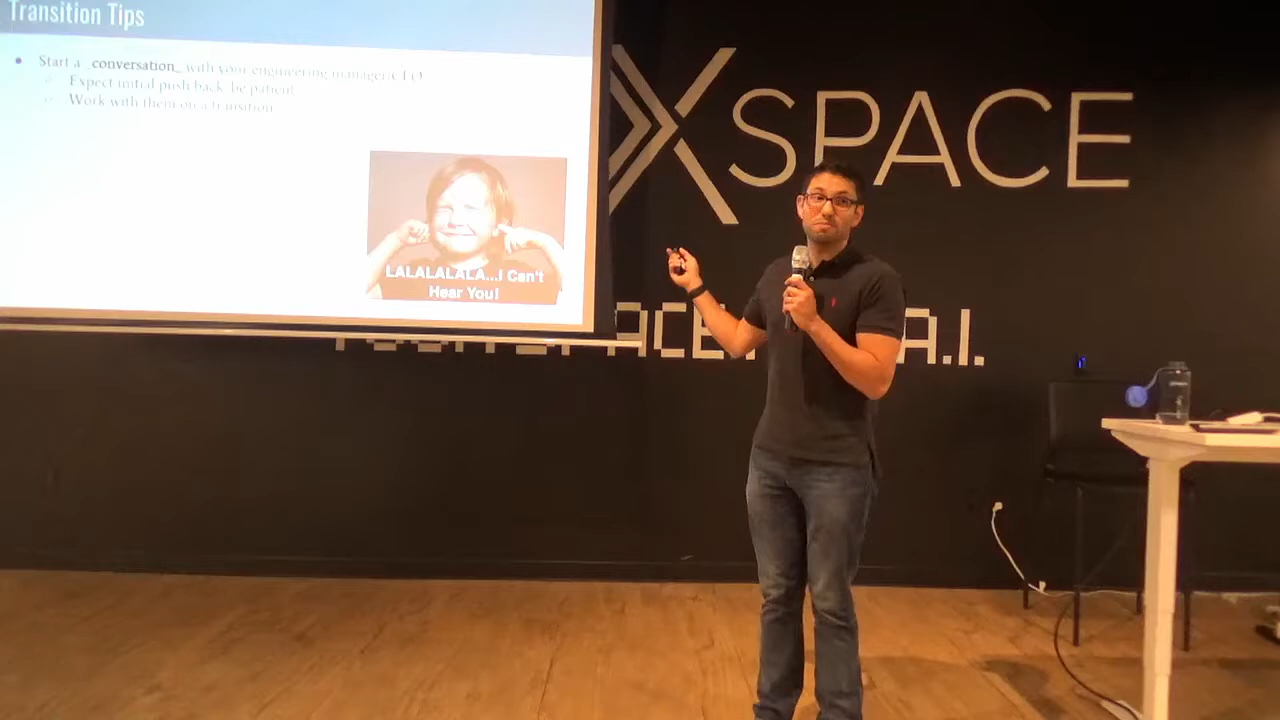 Transition Tips
Start a _conversation_ with your engineering manager/CTO
Expect initial push back, be patient
Work with them on a transition
LALALALALA...I Can't
Hear You!
XSPACE
A.I.